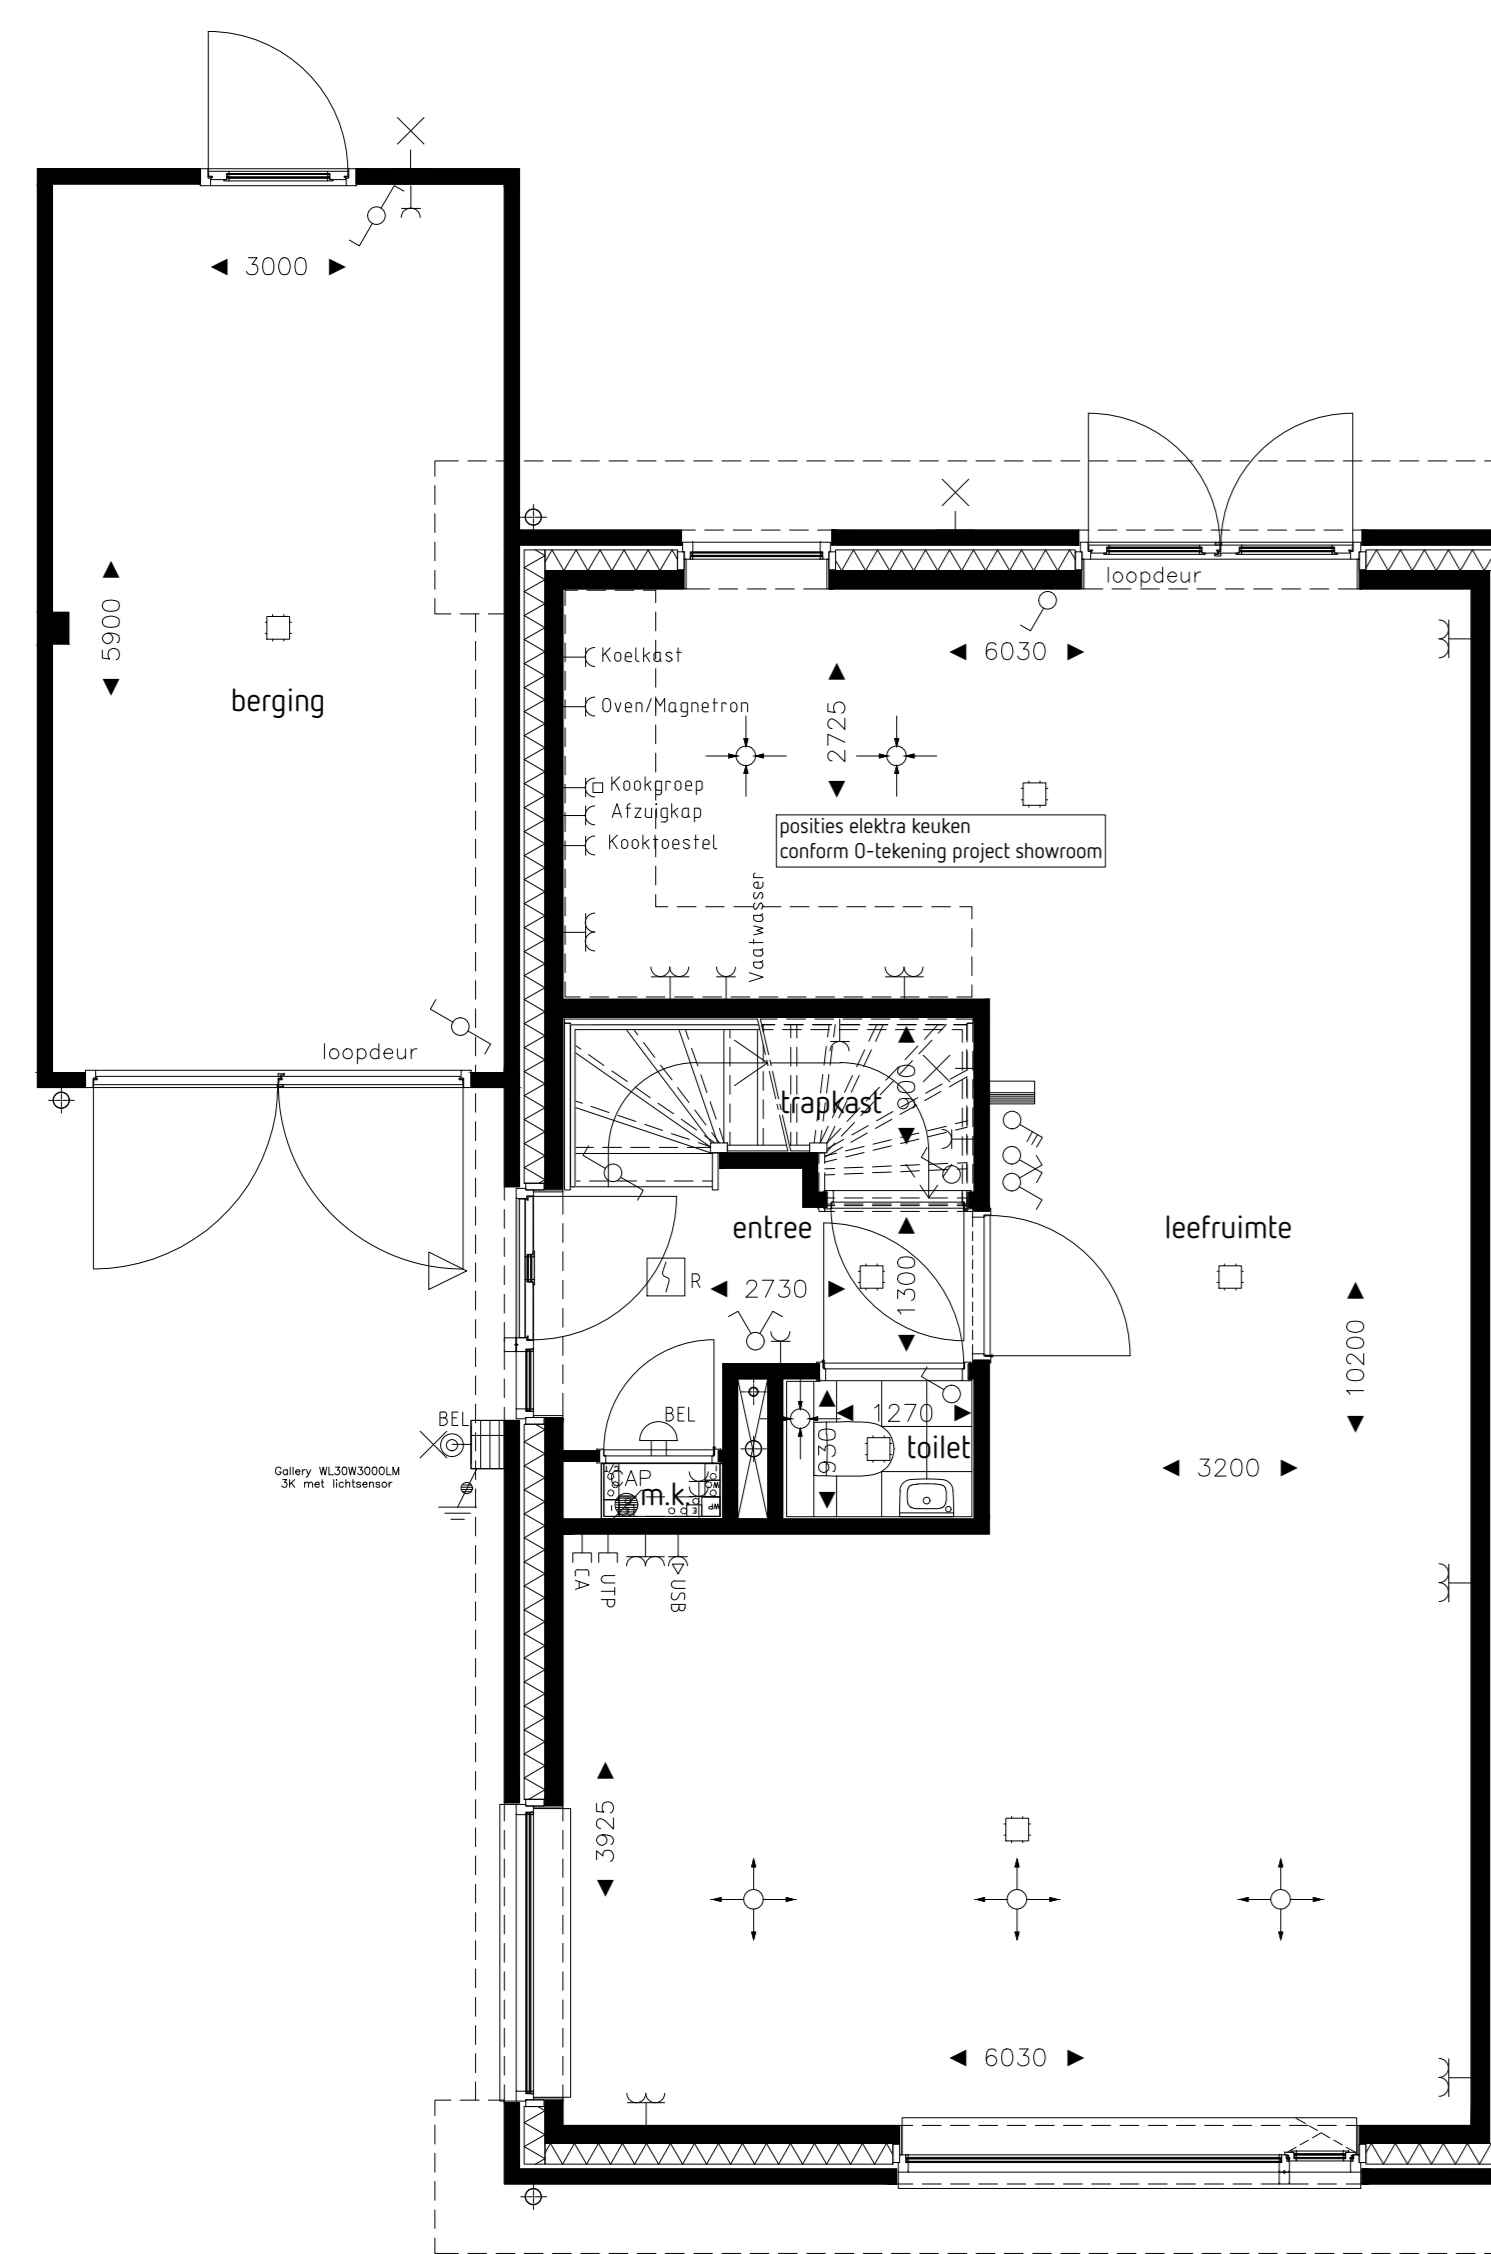 3000
5900
berging
loopdeur
loopdeur
6030
2725
Koelkast
Oven/Magnetron
Kookgroep
Afzuigkap
Kooktoestel
posities elektra keuken
conform 0-tekening project showroom
Vaatwasser
trapkast
900
entree
leefruimte
R
2730
1300
10200
BEL
BEL
1270
930
toilet
3200
Gallery WL30W3000LM
3K met lichtsensor
CAP
m.k.
WP
E
CA
UTP
USB
3925
6030